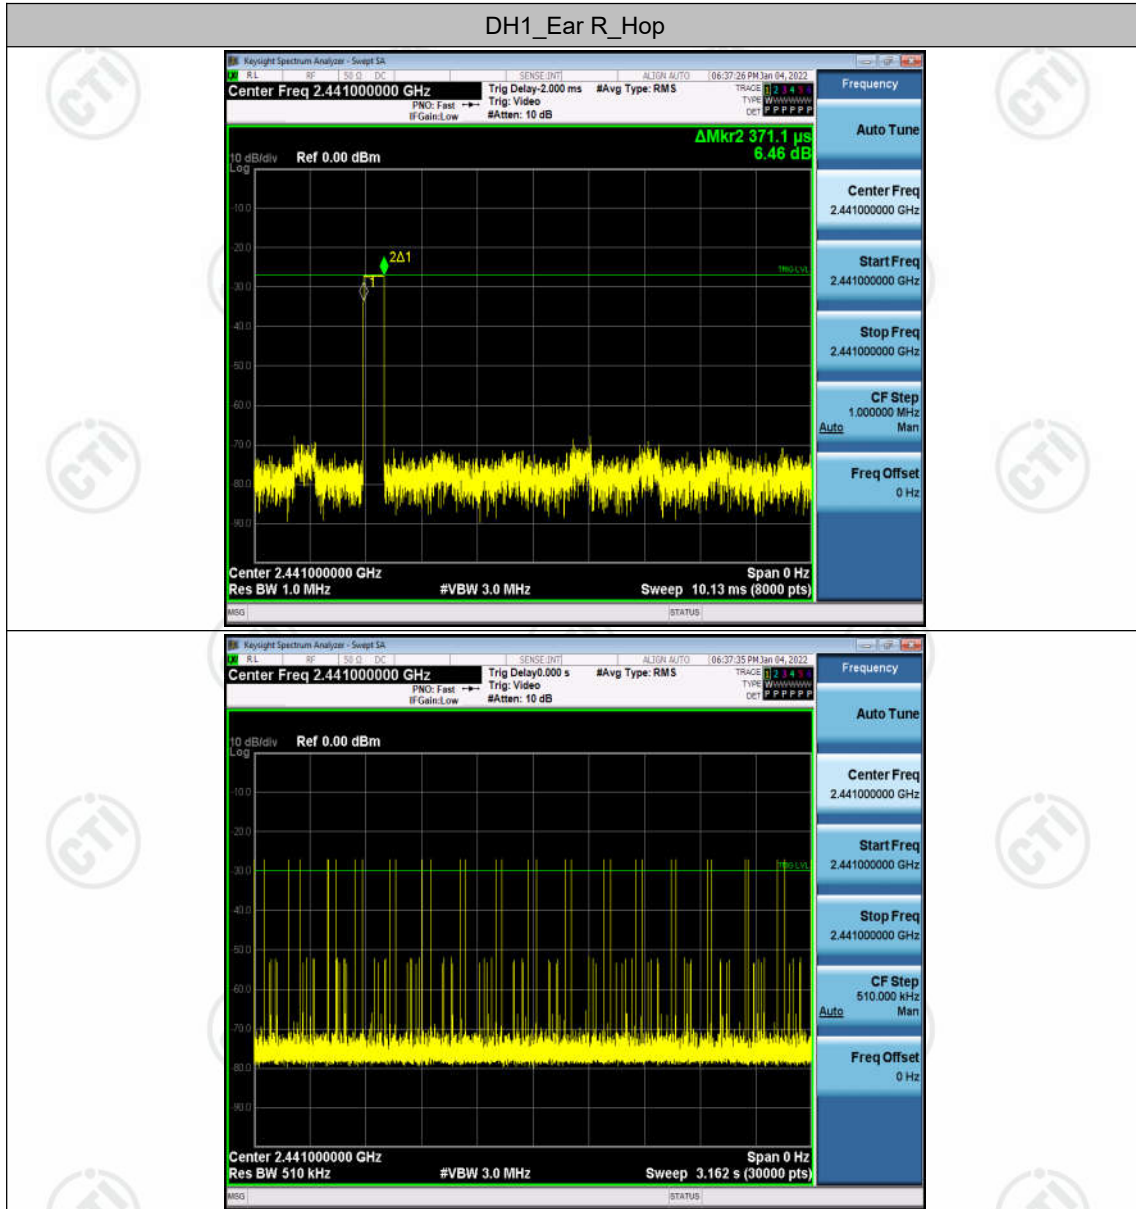 DH1_Ear R_Hop
Keysight Spectrum Analyzer - Swept SA
RL RF 50 Ω DC SENSE:INT ALIGN AUTO 06:37:26 PM Jan 04, 2022
Center Freq 2.441000000 GHz
PNO: Fast
IFGain:Low
Trig Delay-2.000 ms
Trig: Video
#Atten: 10 dB
#Avg Type: RMS
TRACE 1 2 3 4 5 6
TYPE WWWWWW
DET P P P P P P
ΔMkr2 371.1 µs
6.46 dB
10 dB/div Ref 0.00 dBm
Log
-10.0
-20.0
-30.0
-40.0
-50.0
-60.0
-70.0
-80.0
-90.0
2Δ1
1
TRIG LVL
Center 2.441000000 GHz Span 0 Hz
Res BW 1.0 MHz #VBW 3.0 MHz Sweep 10.13 ms (8000 pts)
MSG STATUS
Frequency
Auto Tune
Center Freq
2.441000000 GHz
Start Freq
2.441000000 GHz
Stop Freq
2.441000000 GHz
CF Step
1.000000 MHz
Auto Man
Freq Offset
0 Hz
Keysight Spectrum Analyzer - Swept SA
RL RF 50 Ω DC SENSE:INT ALIGN AUTO 06:37:35 PM Jan 04, 2022
Center Freq 2.441000000 GHz
PNO: Fast
IFGain:Low
Trig Delay0.000 s
Trig: Video
#Atten: 10 dB
#Avg Type: RMS
TRACE 1 2 3 4 5 6
TYPE WWWWWW
DET P P P P P P
10 dB/div Ref 0.00 dBm
Log
-10.0
-20.0
-30.0
-40.0
-50.0
-60.0
-70.0
-80.0
-90.0
TRIG LVL
Center 2.441000000 GHz Span 0 Hz
Res BW 510 kHz #VBW 3.0 MHz Sweep 3.162 s (30000 pts)
MSG STATUS
Frequency
Auto Tune
Center Freq
2.441000000 GHz
Start Freq
2.441000000 GHz
Stop Freq
2.441000000 GHz
CF Step
510.000 kHz
Auto Man
Freq Offset
0 Hz
CTI
CTI
CTI
CTI
CTI
CTI